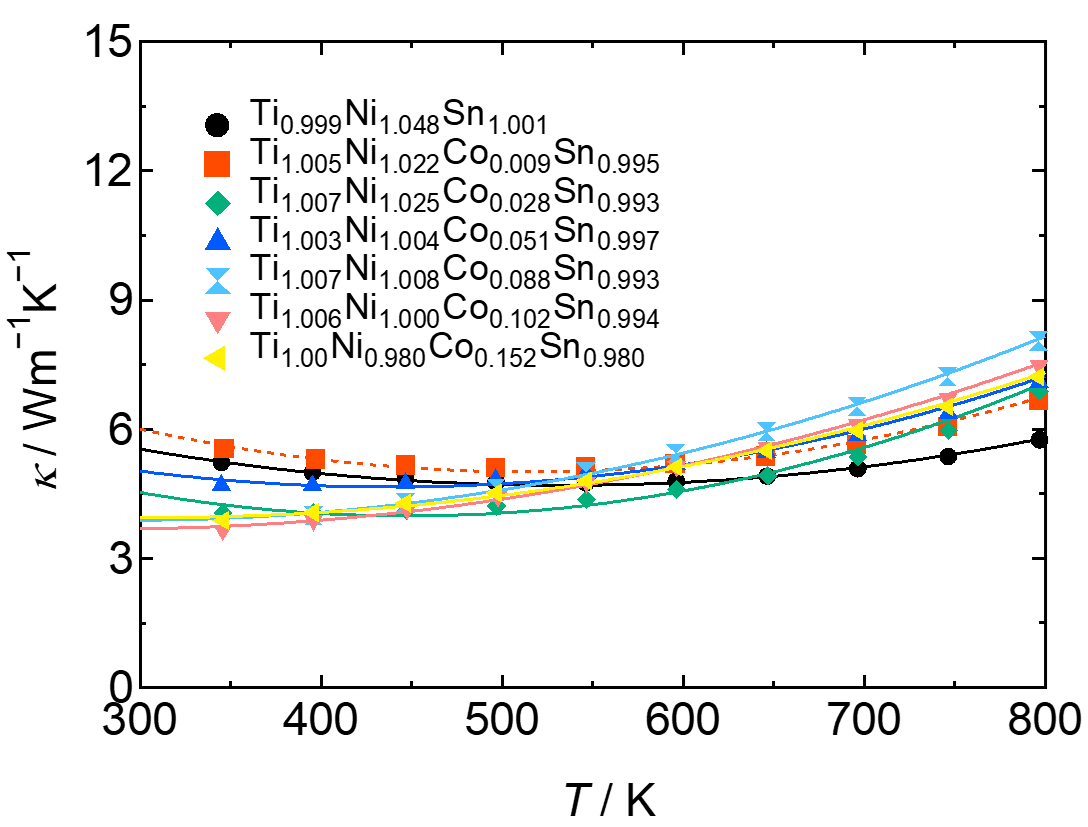 15
12
9
6
3
0
κ / Wm⁻¹K⁻¹
Ti₀.₉₉₉Ni₁.₀₄₈Sn₁.₀₀₁
Ti₁.₀₀₅Ni₁.₀₂₂Co₀.₀₀₉Sn₀.₉₉₅
Ti₁.₀₀₇Ni₁.₀₂₅Co₀.₀₂₈Sn₀.₉₉₃
Ti₁.₀₀₃Ni₁.₀₀₄Co₀.₀₅₁Sn₀.₉₉₇
Ti₁.₀₀₇Ni₁.₀₀₈Co₀.₀₈₈Sn₀.₉₉₃
Ti₁.₀₀₆Ni₁.₀₀₀Co₀.₁₀₂Sn₀.₉₉₄
Ti₁.₀₀Ni₀.₉₈₀Co₀.₁₅₂Sn₀.₉₈₀
300 400 500 600 700 800
T / K